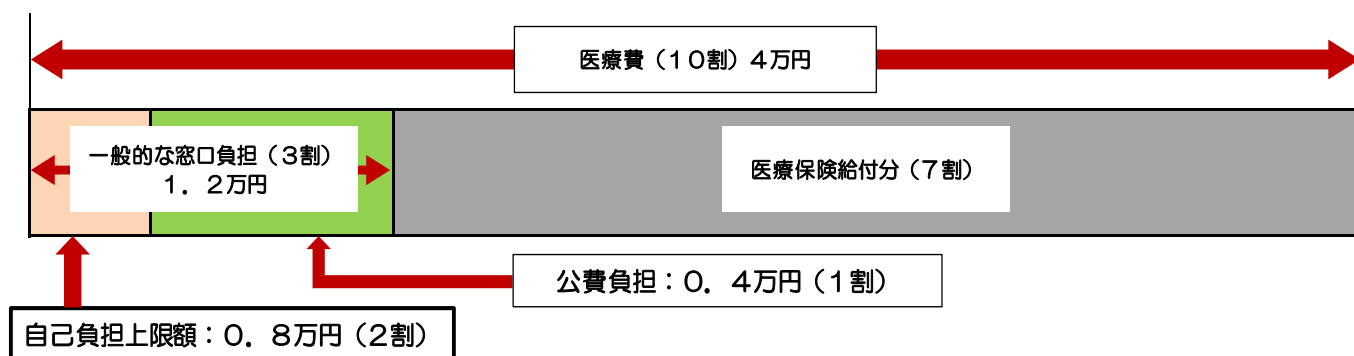 医療費（１０割）４万円
一般的な窓口負担（３割）
１．２万円
医療保険給付分（７割）
公費負担：０．４万円（１割）
自己負担上限額：０．８万円（２割）